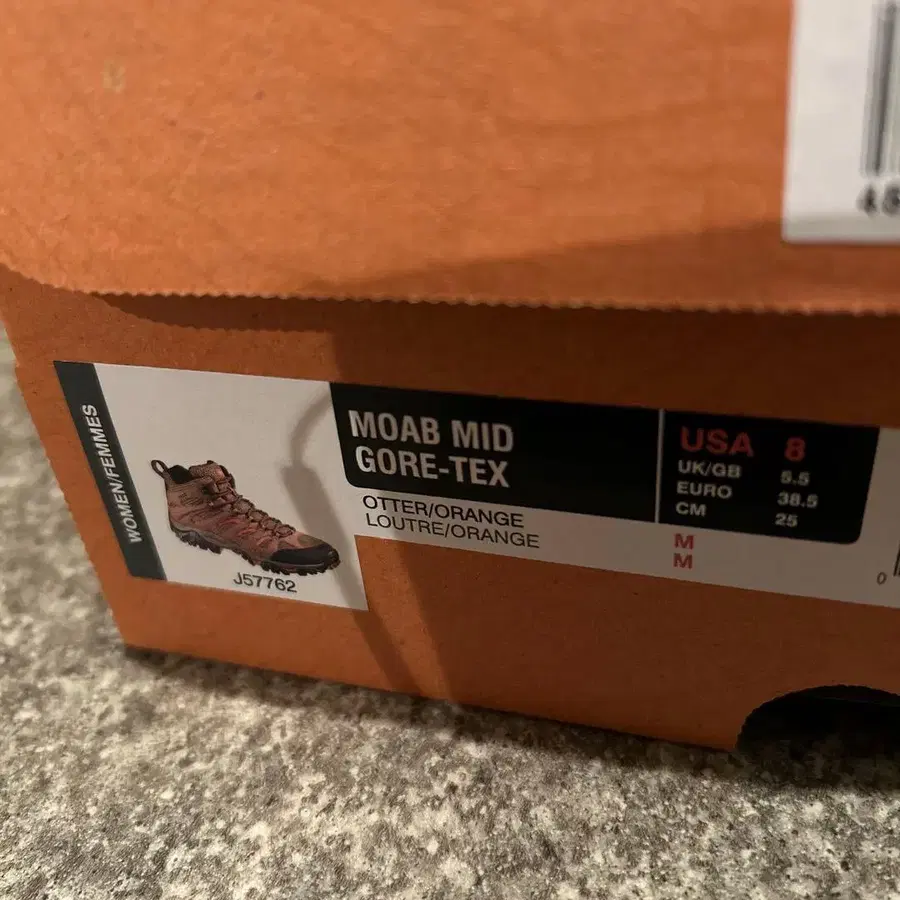 WOMEN/FEMMES
J57762
MOAB MID
GORE-TEX
OTTER/ORANGE
LOUTRE/ORANGE
USA 8
UK/GB 5.5
EURO 38.5
CM 25
M
M
0